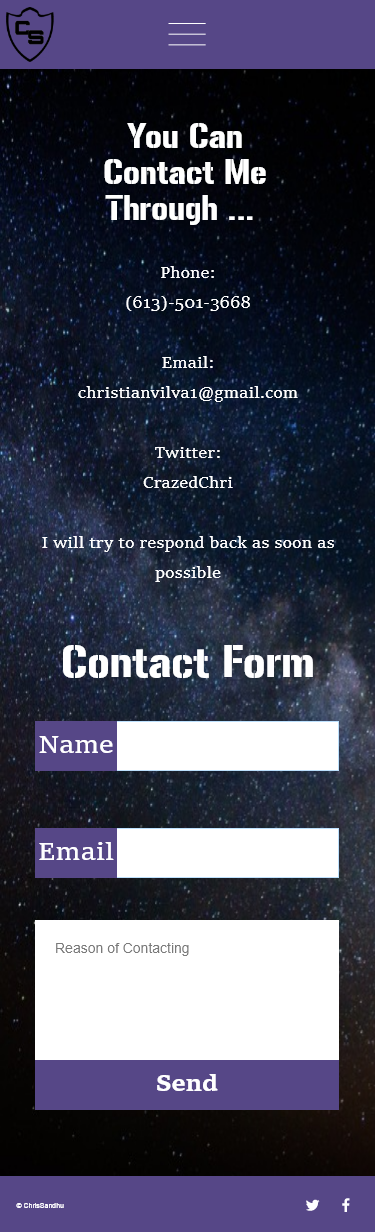 CS
You Can
Contact Me
Through ...
Phone:
(613)-501-3668
Email:
christianvilva1@gmail.com
Twitter:
CrazedChri
I will try to respond back as soon as
possible
Contact Form
Name
Email
Reason of Contacting
Send
© ChrisSandhu